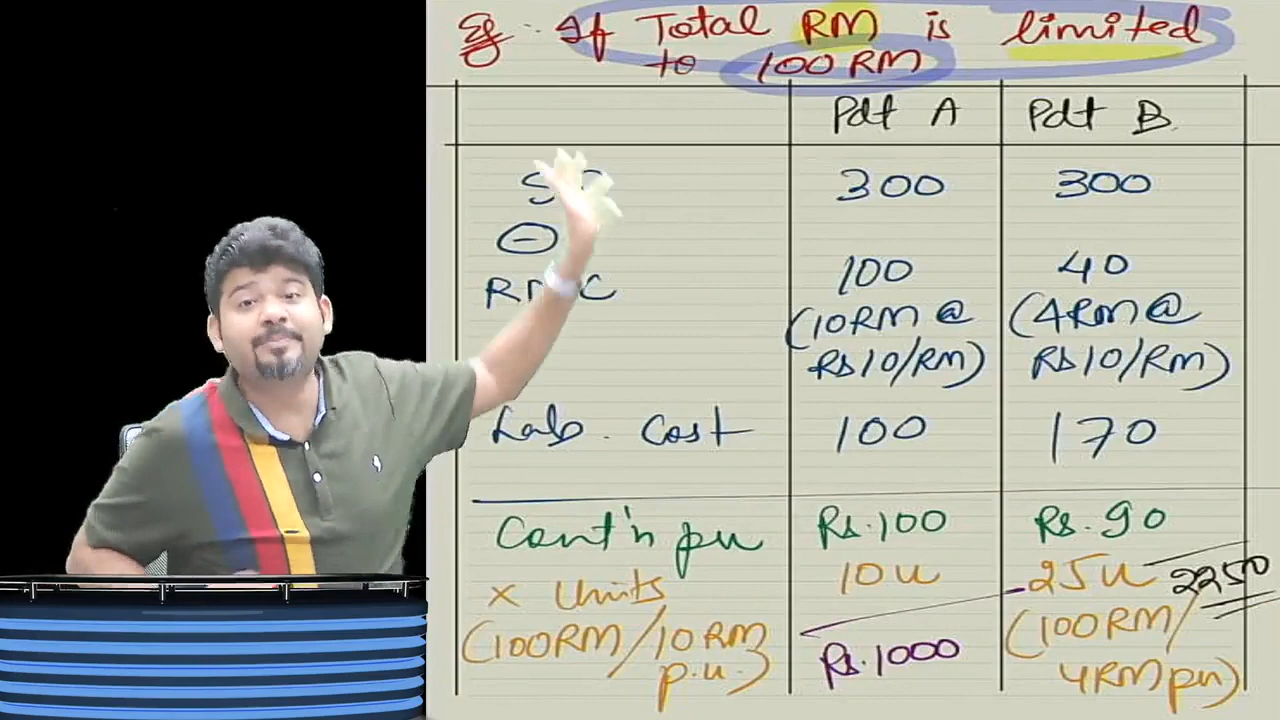 Eg. If Total RM is limited
to 100 RM
Pdt A Pdt B.
300 300
100 40
(10RM @ (4RM @
Rs10/RM) Rs10/RM)
Lab. Cost 100 170
Cont'n pu Rs.100 Rs.90
x Units 10u 25u 2250
(100RM/10RM (100RM/
p.u.) Rs.1000 4RM pu)